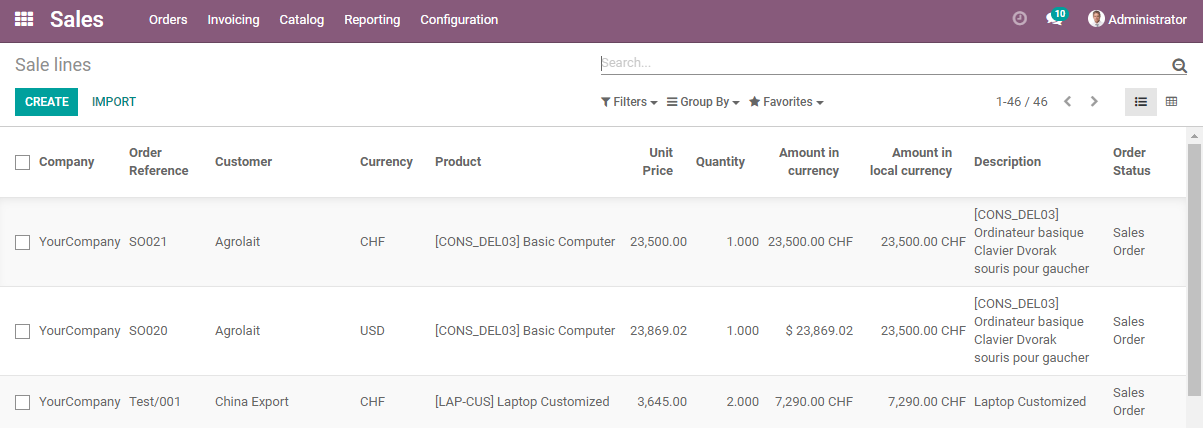 Sales Orders Invoicing Catalog Reporting Configuration 10 Administrator
Sale lines Search...
CREATE IMPORT Filters Group By Favorites 1-46 / 46
Company Order Reference Customer Currency Product Unit Price Quantity Amount in currency Amount in local currency Description Order Status
YourCompany SO021 Agrolait CHF [CONS_DEL03] Basic Computer 23,500.00 1.000 23,500.00 CHF 23,500.00 CHF [CONS_DEL03] Ordinateur basique Clavier Dvorak souris pour gaucher Sales Order
YourCompany SO020 Agrolait USD [CONS_DEL03] Basic Computer 23,869.02 1.000 $ 23,869.02 23,500.00 CHF [CONS_DEL03] Ordinateur basique Clavier Dvorak souris pour gaucher Sales Order
YourCompany Test/001 China Export CHF [LAP-CUS] Laptop Customized 3,645.00 2.000 7,290.00 CHF 7,290.00 CHF Laptop Customized Sales Order